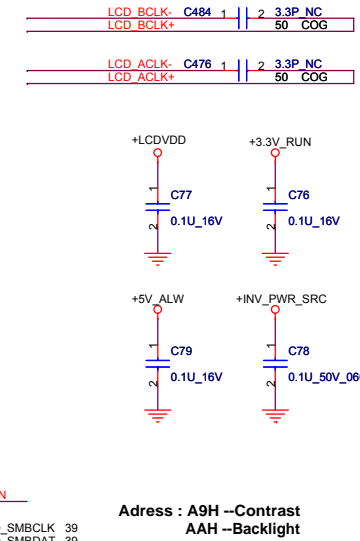 LCD_BCLK- C484 1 2 3.3P_NC
LCD_BCLK+ 50 COG
LCD_ACLK- C476 1 2 3.3P_NC
LCD_ACLK+ 50 COG
+LCDVDD +3.3V_RUN
1 C77 1 C76
2 0.1U_16V 2 0.1U_16V
+5V_ALW +INV_PWR_SRC
1 C79 1 C78
2 0.1U_16V 2 0.1U_50V_06
N
_SMBCLK 39
_SMBDAT 39
Adress : A9H --Contrast
AAH --Backlight